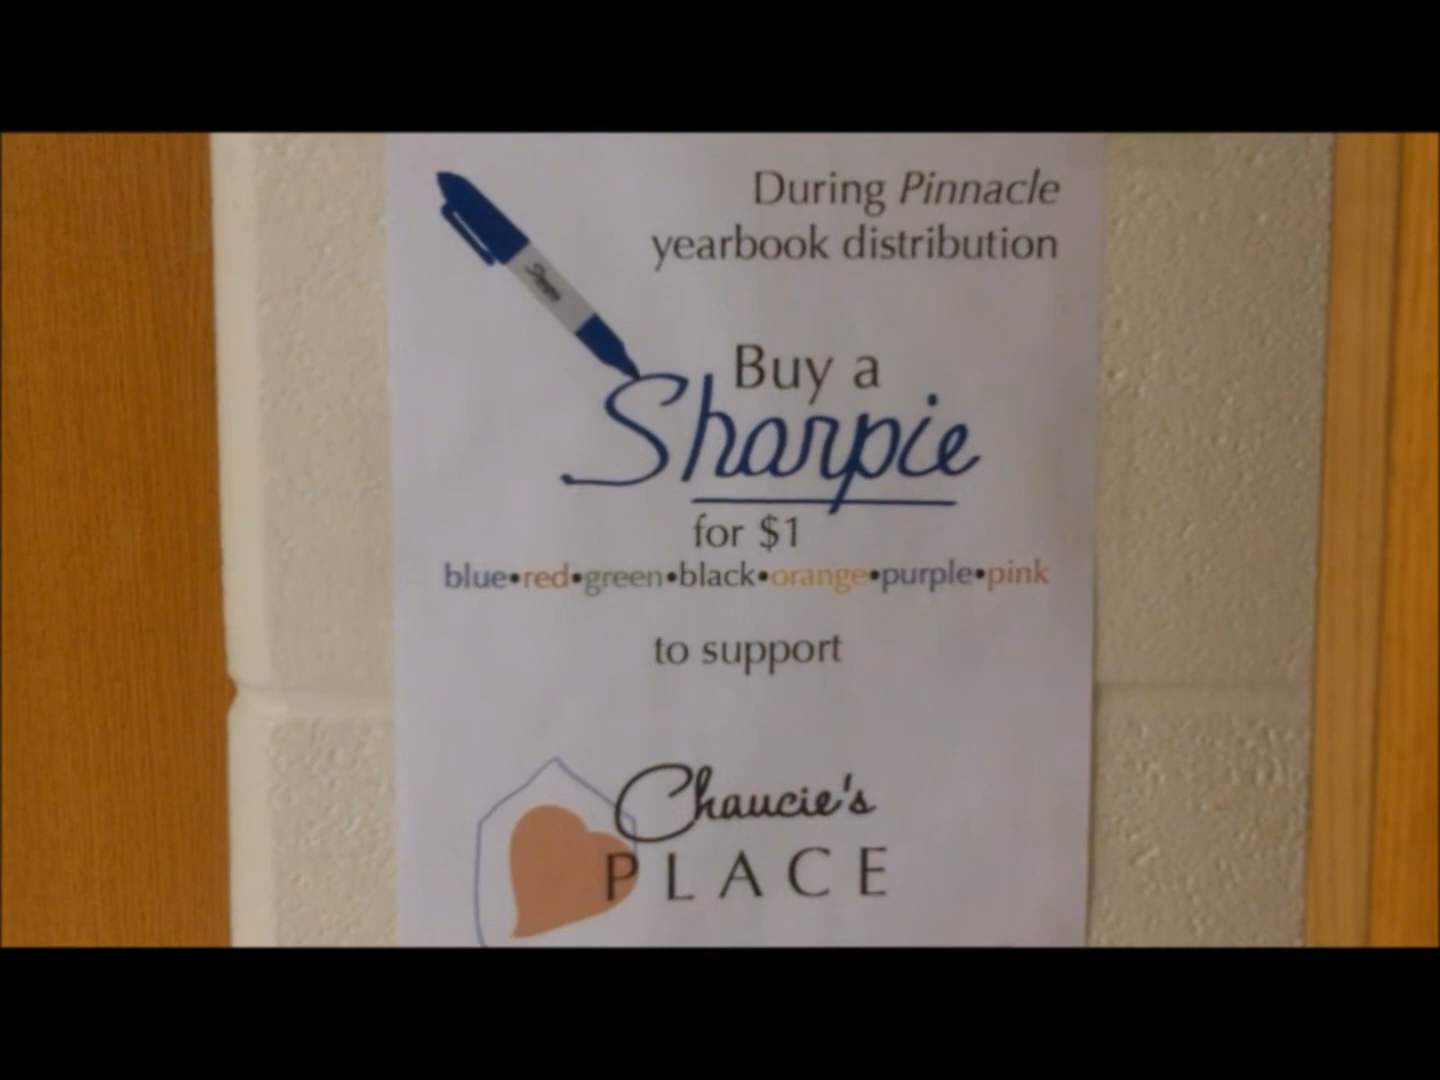 During Pinnacle
yearbook distribution
Buy a
Sharpie
for $1
blue•red•green•black•orange•purple•pink
to support
Chaucie's
PLACE